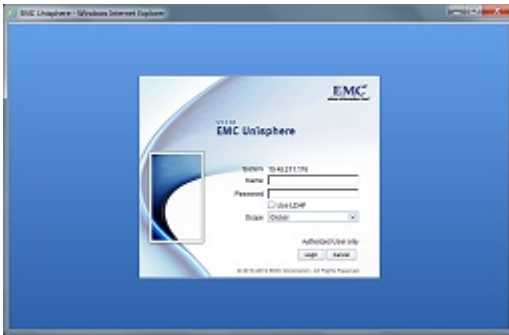 EMC Unisphere - Windows Internet Explorer
EMC
EMC Unisphere
System
Name
Password
Use LDAP
Scope Global
Authorized User only
Login Cancel